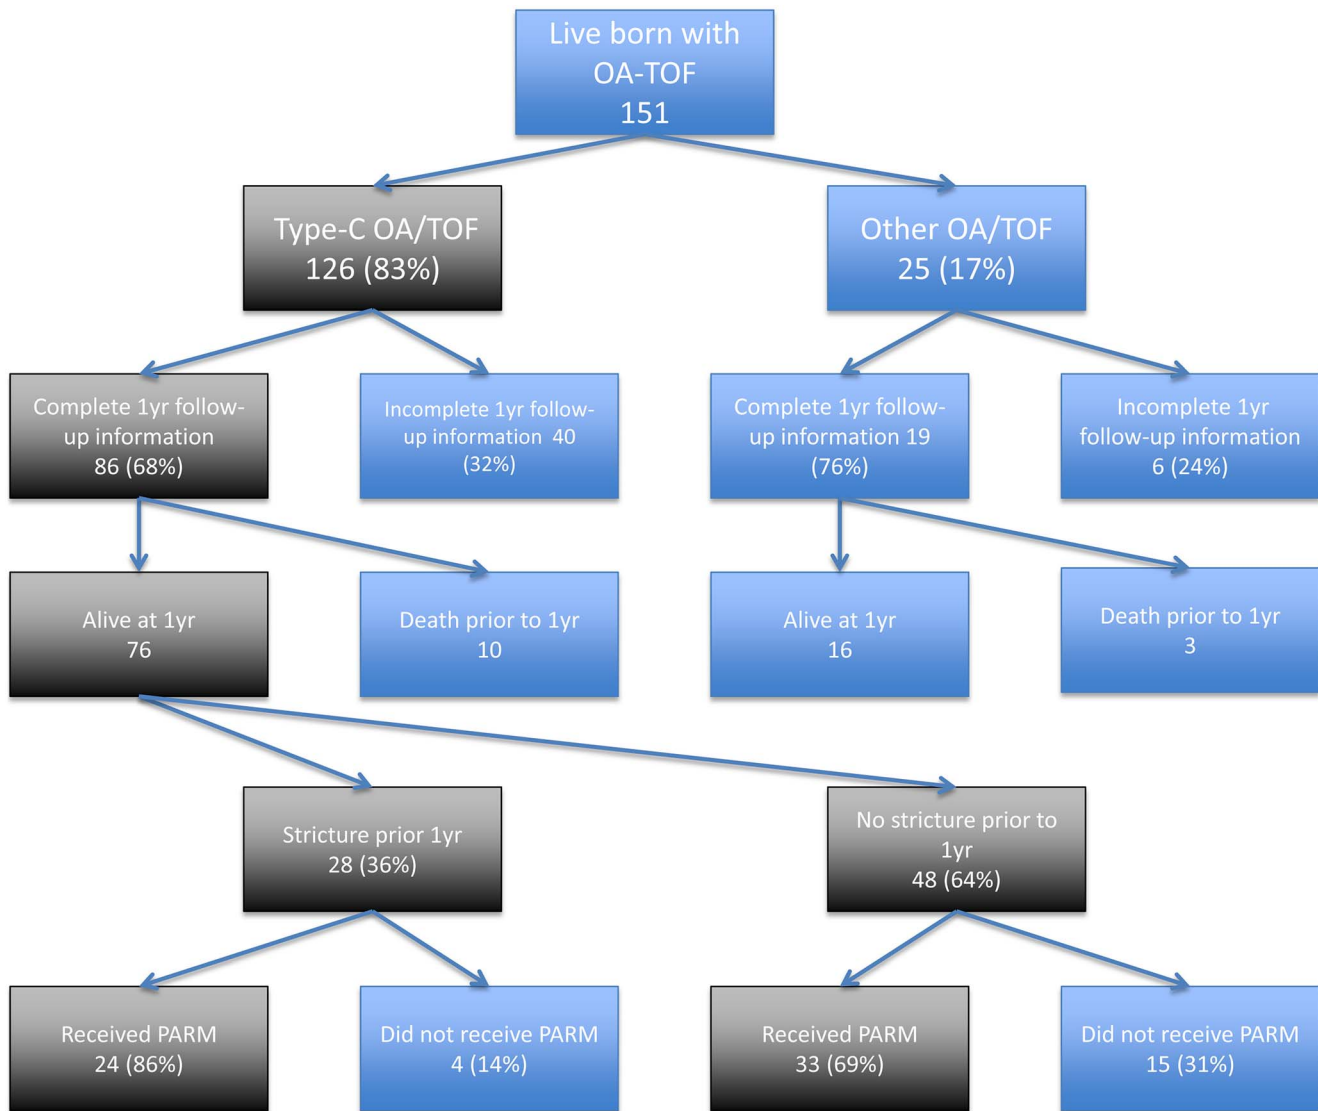 Live born with
OA-TOF
151
Type-C OA/TOF
126 (83%)
Other OA/TOF
25 (17%)
Complete 1yr follow-
up information
86 (68%)
Incomplete 1yr follow-
up information 40
(32%)
Complete 1yr follow-
up information 19
(76%)
Incomplete 1yr
follow-up information
6 (24%)
Alive at 1yr
76
Death prior to 1yr
10
Alive at 1yr
16
Death prior to 1yr
3
Stricture prior 1yr
28 (36%)
No stricture prior to
1yr
48 (64%)
Received PARM
24 (86%)
Did not receive PARM
4 (14%)
Received PARM
33 (69%)
Did not receive PARM
15 (31%)